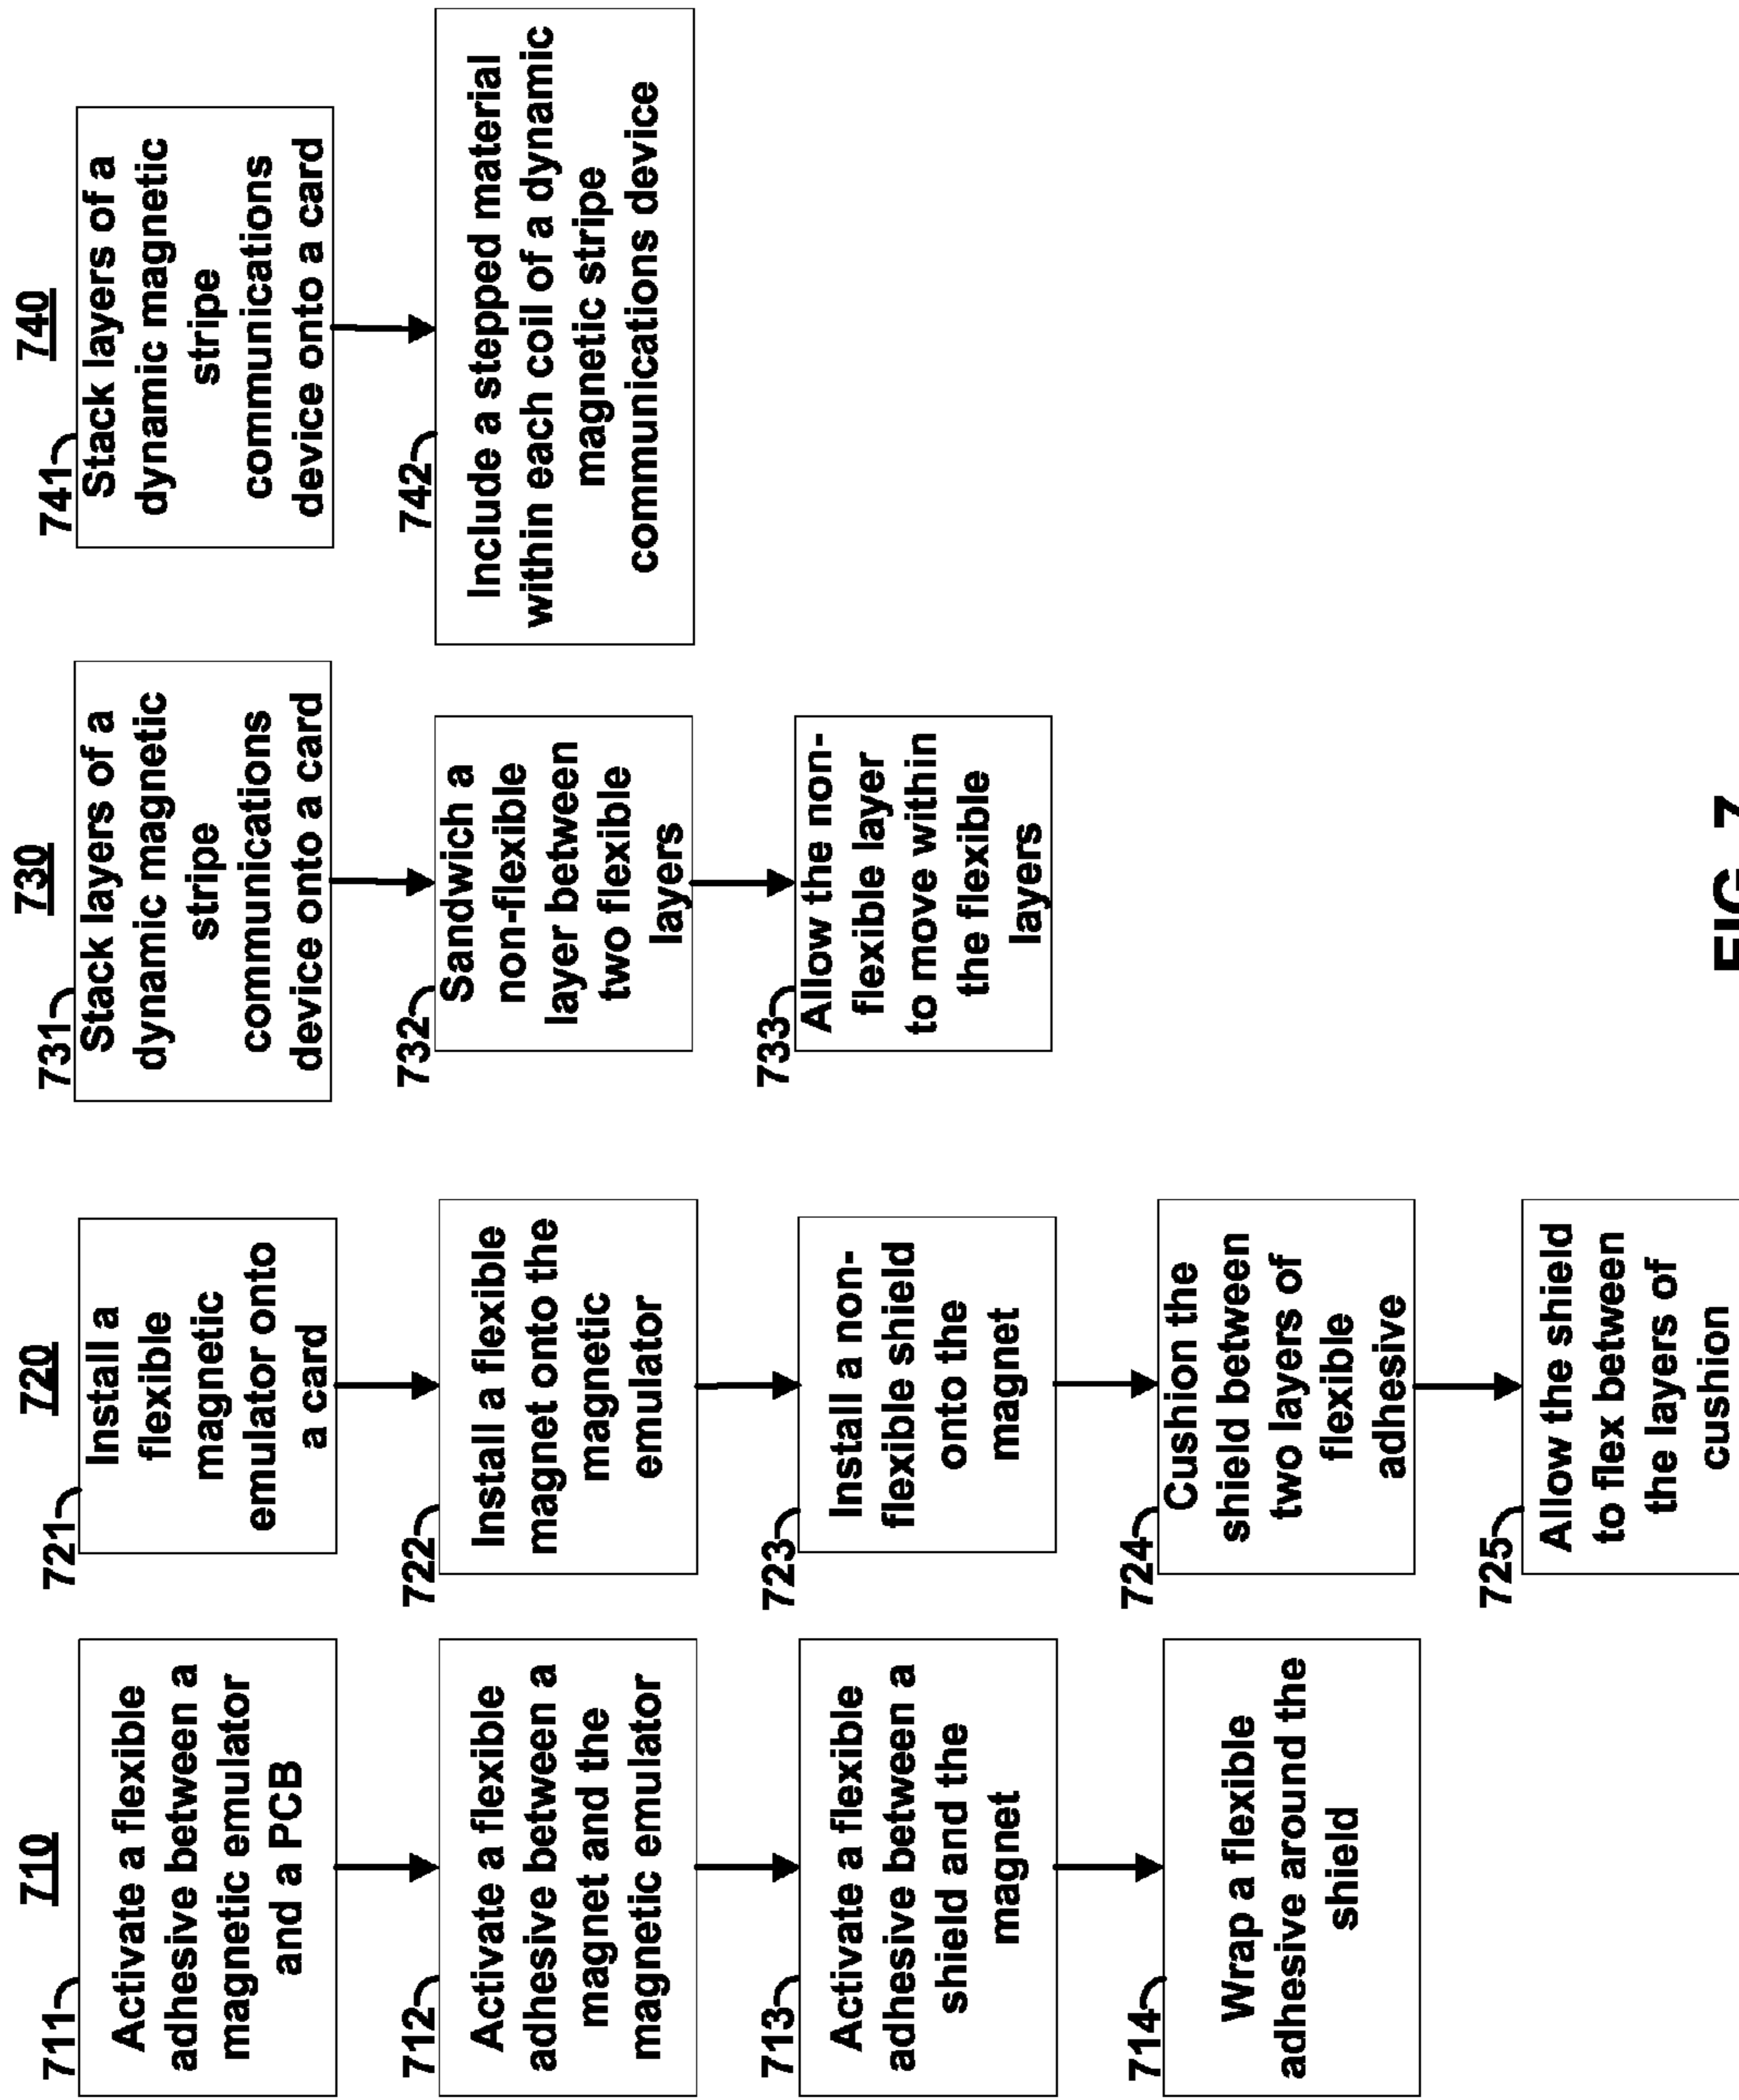 710
711
Activate a flexible
adhesive between a
magnetic emulator
and a PCB
712
Activate a flexible
adhesive between a
magnet and the
magnetic emulator
713
Activate a flexible
adhesive between a
shield and the
magnet
714
Wrap a flexible
adhesive around the
shield
720
721
Install a
flexible
magnetic
emulator onto
a card
722
Install a flexible
magnet onto the
magnetic
emulator
723
Install a non-
flexible shield
onto the
magnet
724
Cushion the
shield between
two layers of
flexible
adhesive
725
Allow the shield
to flex between
the layers of
cushion
730
731
Stack layers of a
dynamic magnetic
stripe
communications
device onto a card
732
Sandwich a
non-flexible
layer between
two flexible
layers
733
Allow the non-
flexible layer
to move within
the flexible
layers
740
741
Stack layers of a
dynamic magnetic
stripe
communications
device onto a card
742
Include a stepped material
within each coil of a dynamic
magnetic stripe
communications device
FIG. 7